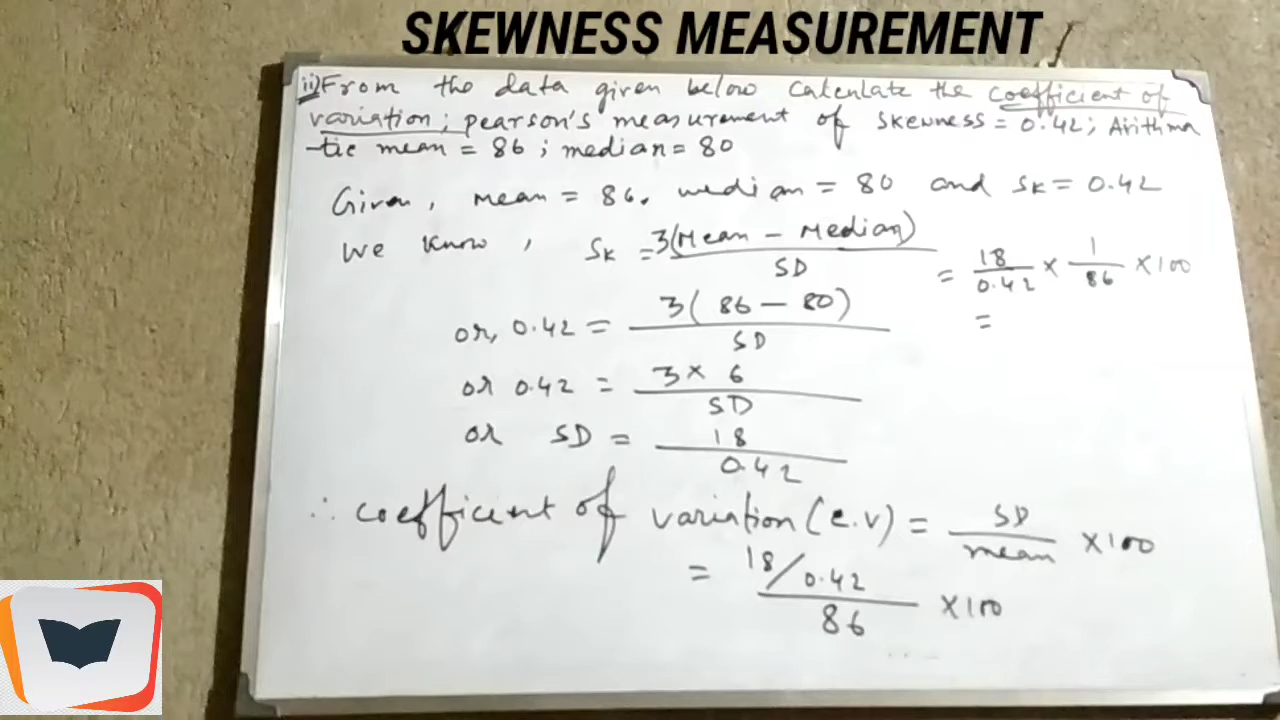 SKEWNESS MEASUREMENT
ii) From the data given below calculate the coefficient of
variation; pearson's measurement of skewness = 0.42; Arithma
-tic mean = 86; median = 80
Given, mean = 86, median = 80 and SK = 0.42
We know, SK = 3(Mean - Median) / SD
or, 0.42 = 3(86 - 80) / SD
or 0.42 = 3 × 6 / SD
or SD = 18 / 0.42
∴ coefficient of variation (c.v) = SD / mean × 100
= 18/0.42 / 86 × 100
= 18 / 0.42 × 1 / 86 × 100
=